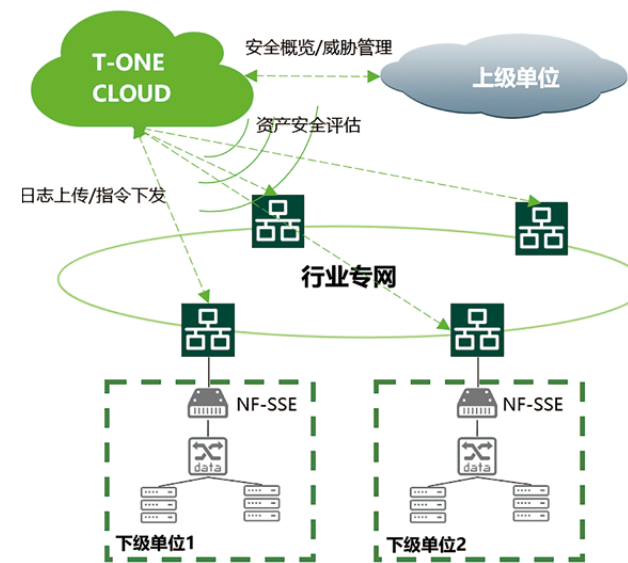 T-ONE
CLOUD
安全概览/威胁管理
上级单位
资产安全评估
日志上传/指令下发
行业专网
NF-SSE
NF-SSE
data
data
下级单位1
下级单位2